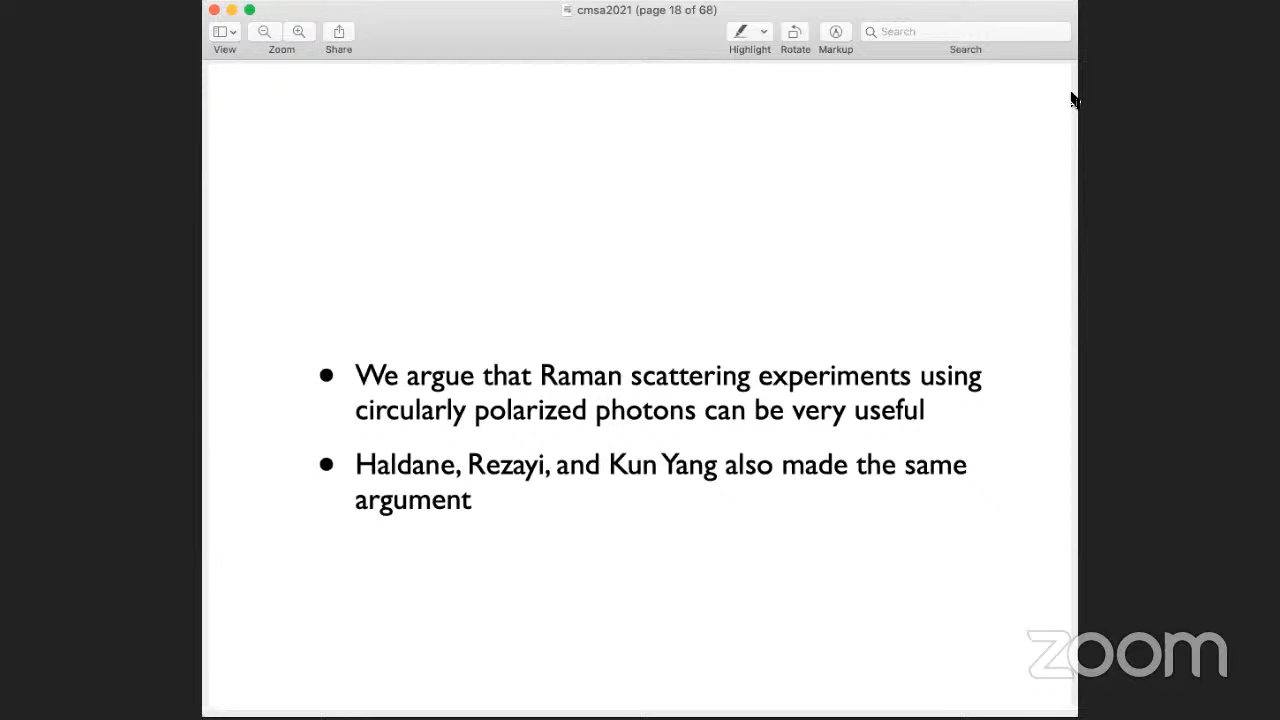 cmsa2021 (page 18 of 68)
View
Zoom
Share
Highlight
Rotate
Markup
Search
Search
• We argue that Raman scattering experiments using
circularly polarized photons can be very useful
• Haldane, Rezayi, and Kun Yang also made the same
argument
zoom